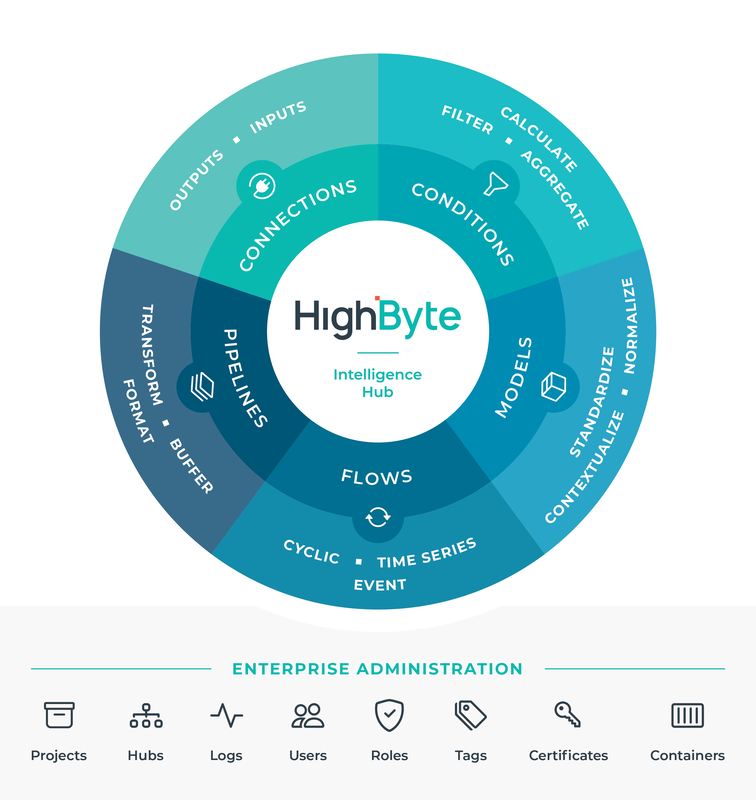 INPUTS
OUTPUTS
CONNECTIONS
FILTER ▪ AGGREGATE
CALCULATE
CONDITIONS
NORMALIZE
STANDARDIZE
CONTEXTUALIZE
MODELS
FLOWS
CYCLIC ▪ TIME SERIES
EVENT
PIPELINES
TRANSFORM ▪ BUFFER
FORMAT
HighByte
Intelligence
Hub
ENTERPRISE ADMINISTRATION
Projects Hubs Logs Users Roles Tags Certificates Containers